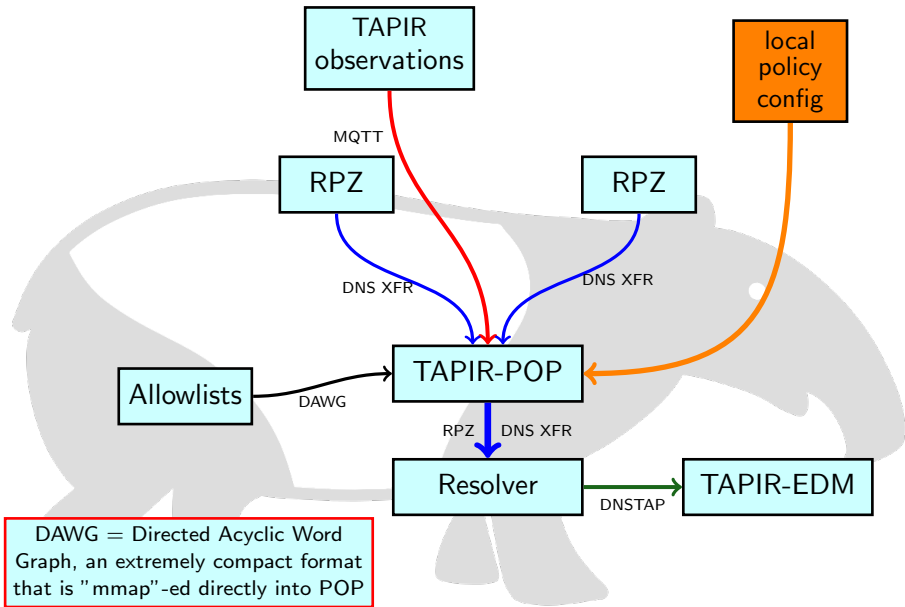 TAPIR
observations
local
policy
config
MQTT
RPZ
RPZ
DNS XFR
DNS XFR
TAPIR-POP
Allowlists
DAWG
RPZ
DNS XFR
Resolver
DNSTAP
TAPIR-EDM
DAWG = Directed Acyclic Word
Graph, an extremely compact format
that is "mmap"-ed directly into POP